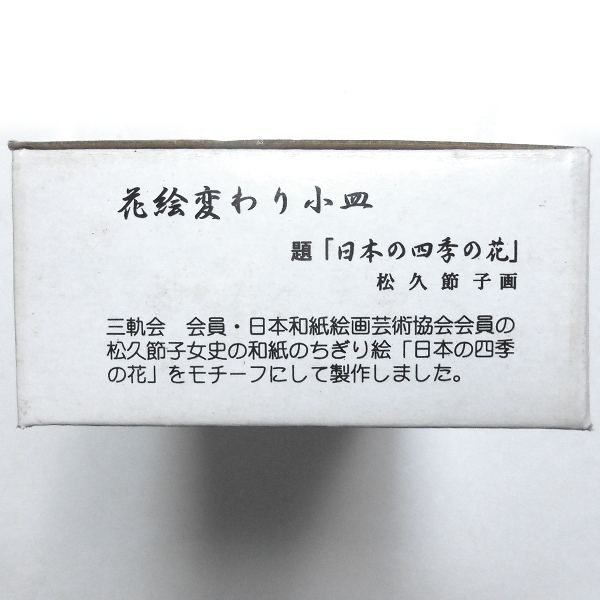 花絵変わり小皿
題「日本の四季の花」
松久節子画
三軌会　会員・日本和紙絵画芸術協会会員の
松久節子女史の和紙のちぎり絵「日本の四季
の花」をモチーフにして製作しました。